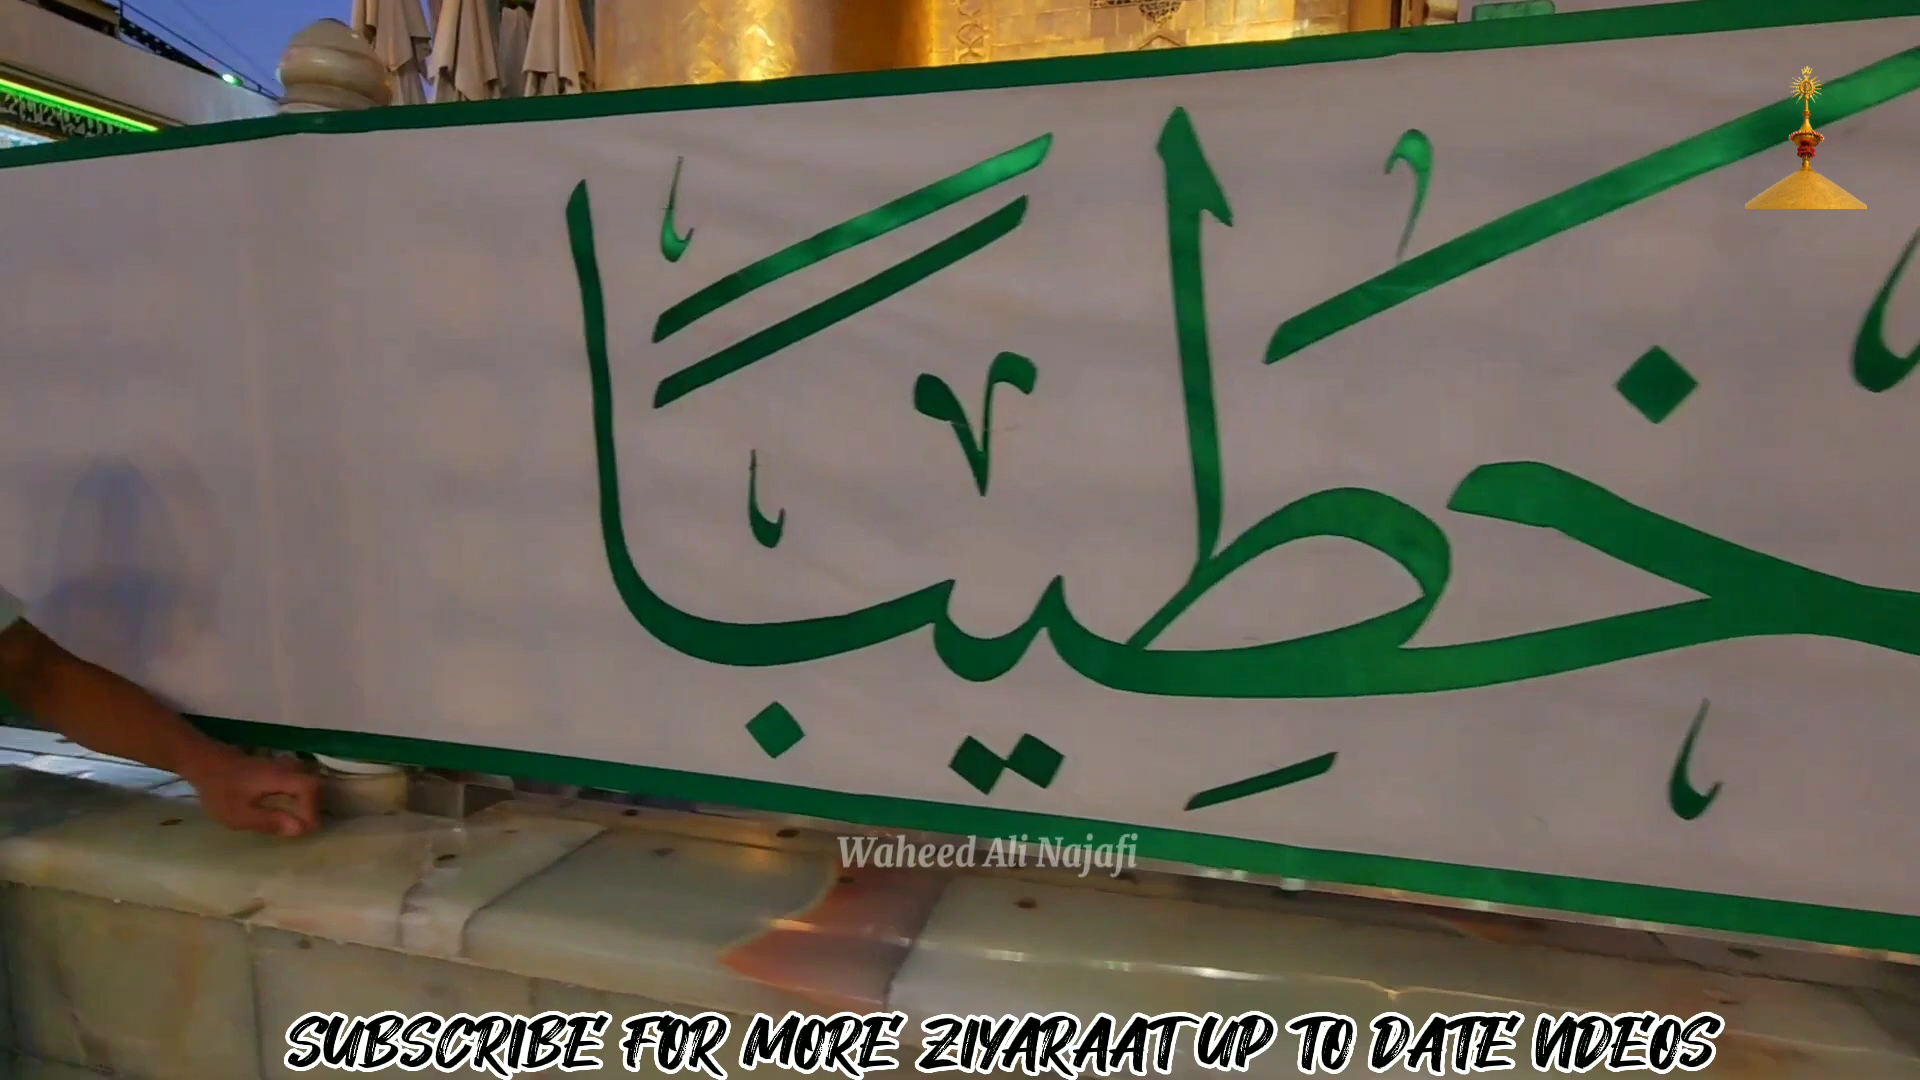 خَطِيبًا
Waheed Ali Najafi
SUBSCRIBE FOR MORE ZIYARAAT UP TO DATE VIDEOS